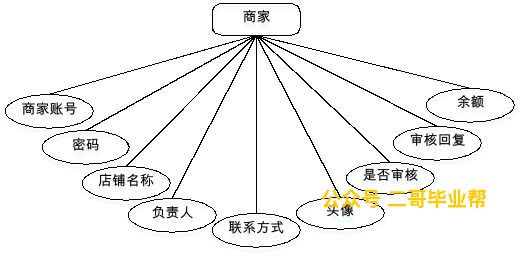 商家
商家账号
密码
店铺名称
负责人
联系方式
头像
是否审核
审核回复
余额
公众号 二哥毕业帮